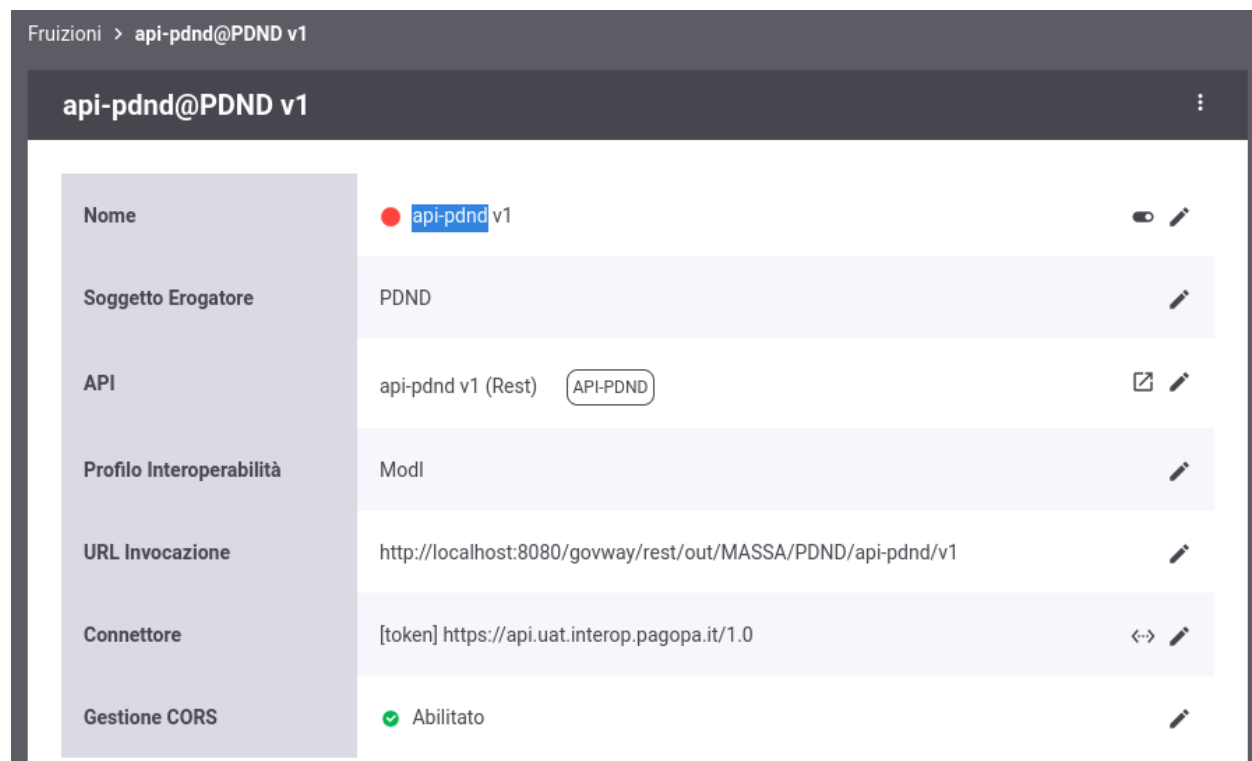 Fruizioni > api-pdnd@PDND v1
api-pdnd@PDND v1
Nome api-pdnd v1
Soggetto Erogatore PDND
API api-pdnd v1 (Rest) API-PDND
Profilo Interoperabilità ModI
URL Invocazione http://localhost:8080/govway/rest/out/MASSA/PDND/api-pdnd/v1
Connettore [token] https://api.uat.interop.pagopa.it/1.0
Gestione CORS Abilitato